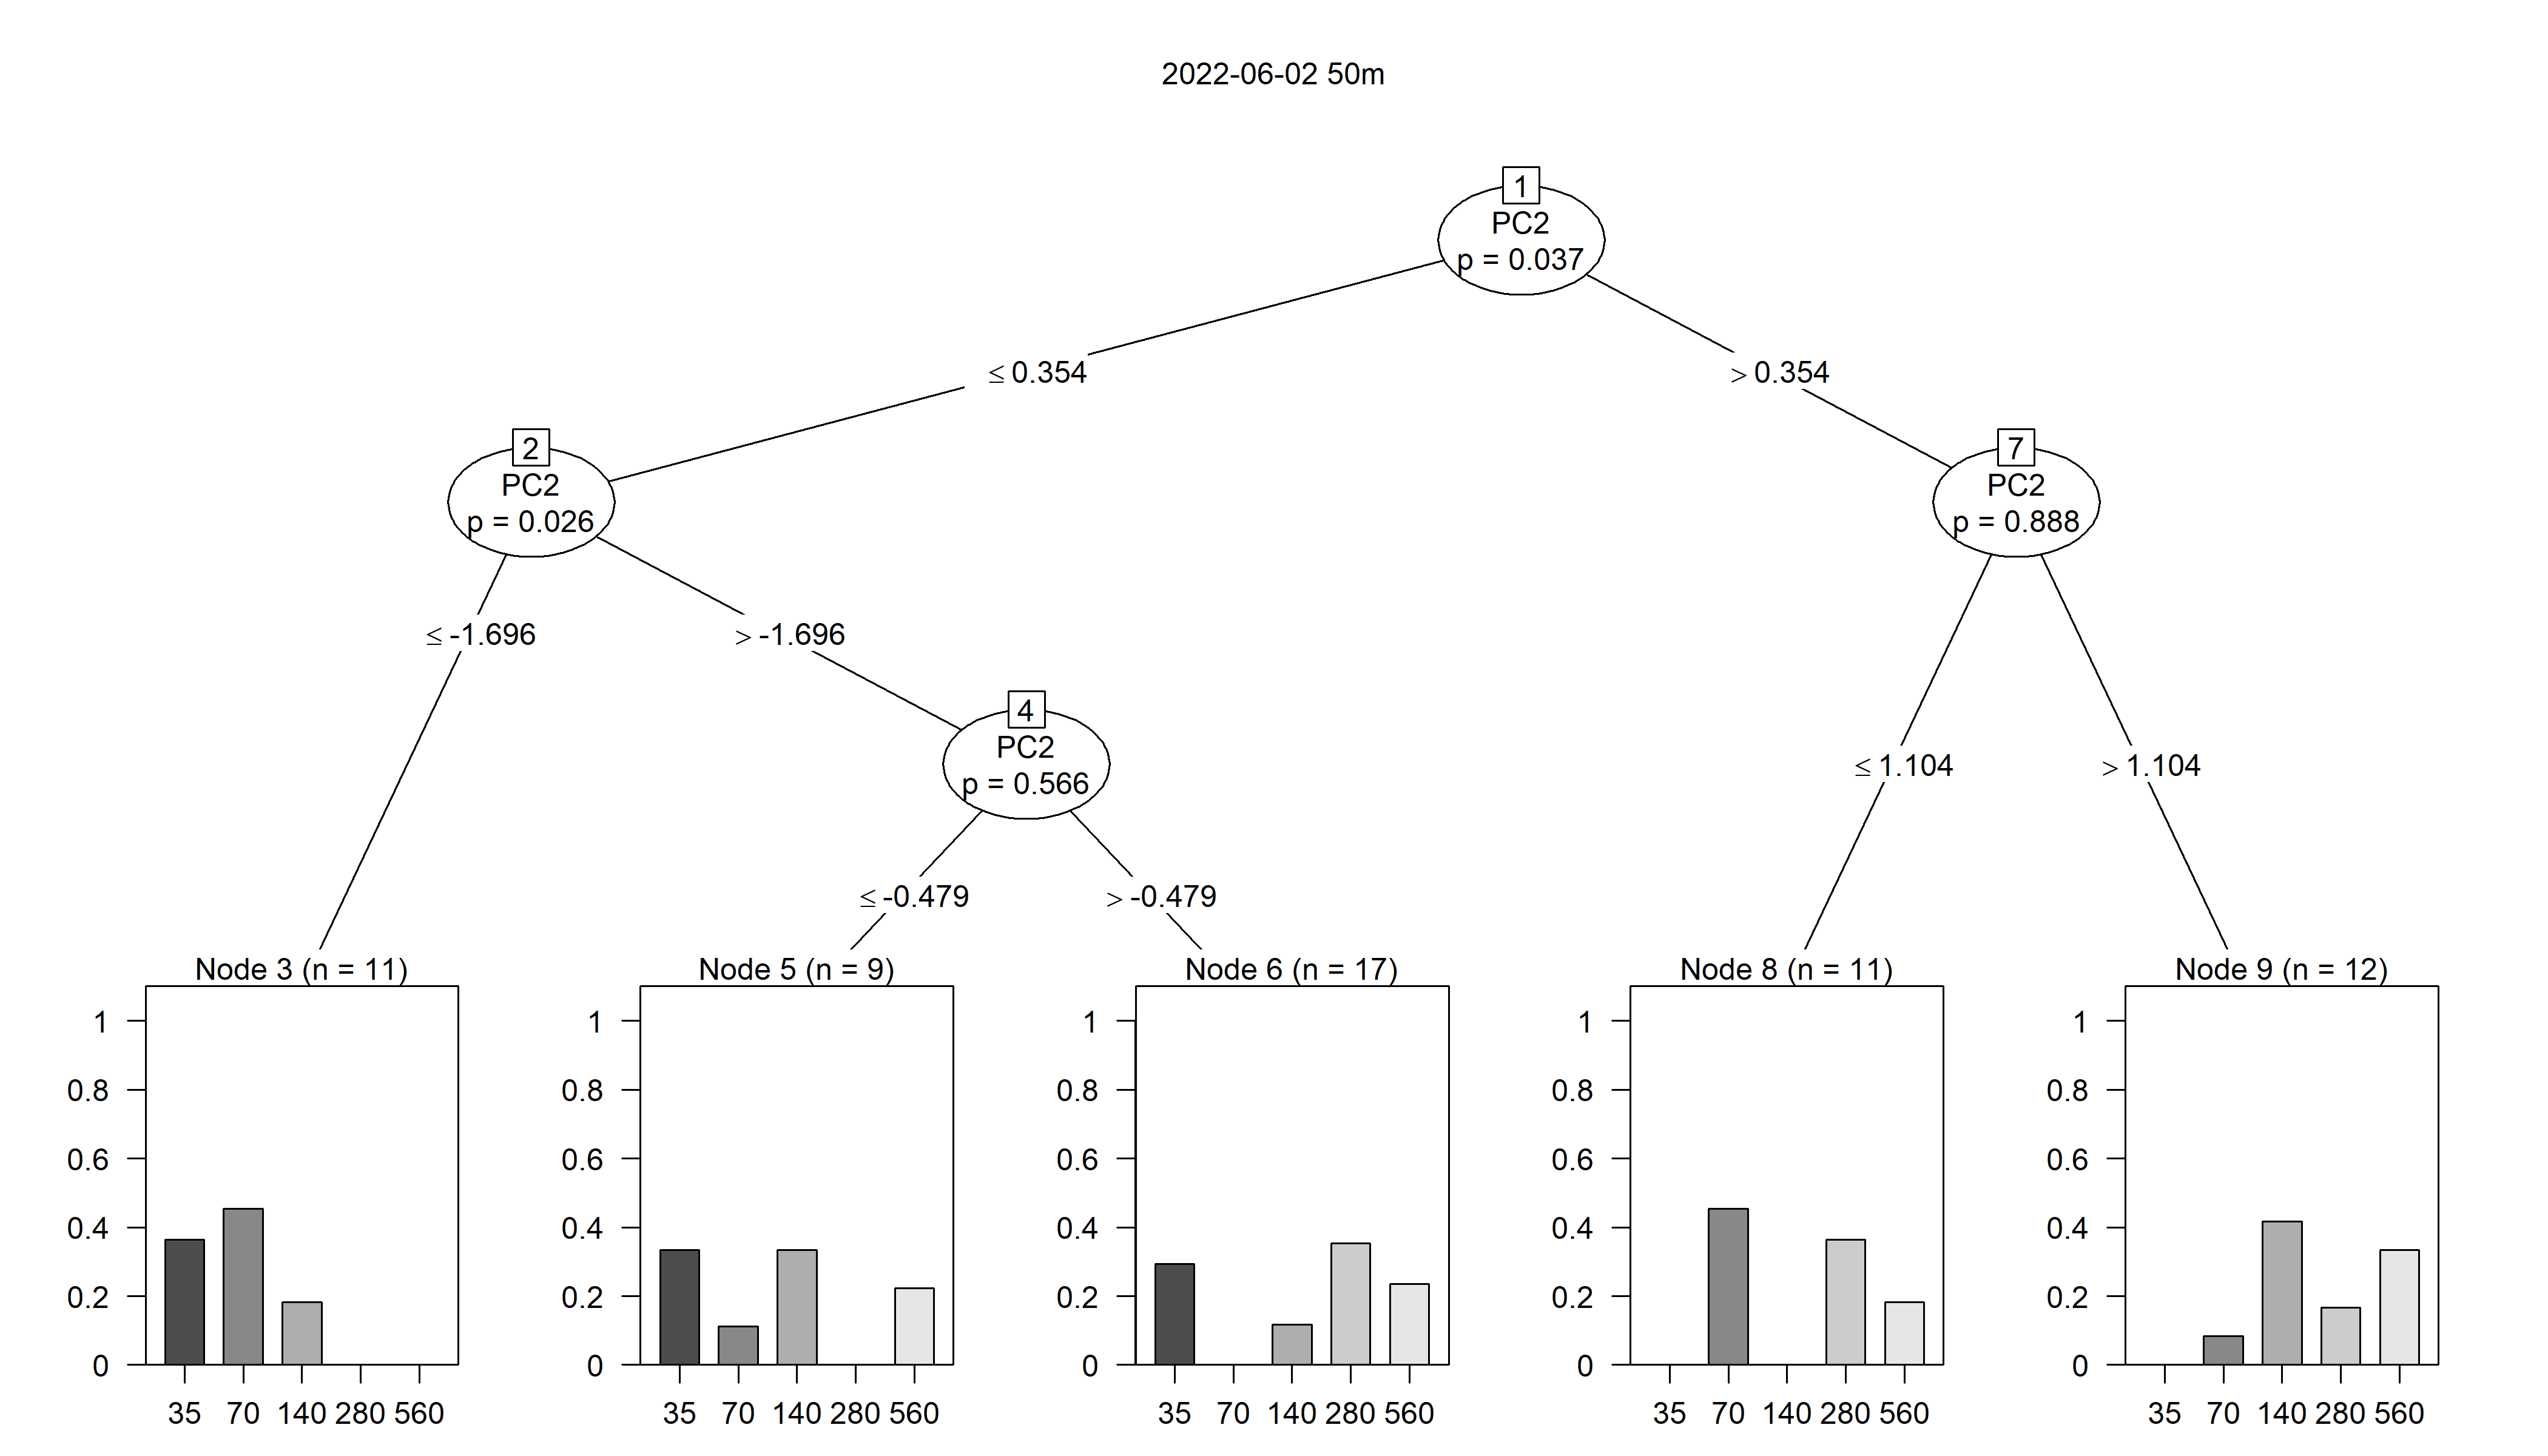 2022-06-02 50m
1
PC2
p = 0.037
≤ 0.354
> 0.354
2
PC2
p = 0.026
7
PC2
p = 0.888
≤ -1.696
> -1.696
4
PC2
p = 0.566
≤ 1.104
> 1.104
≤ -0.479
> -0.479
Node 3 (n = 11)
1
0.8
0.6
0.4
0.2
0
35 70 140 280 560
Node 5 (n = 9)
1
0.8
0.6
0.4
0.2
0
35 70 140 280 560
Node 6 (n = 17)
1
0.8
0.6
0.4
0.2
0
35 70 140 280 560
Node 8 (n = 11)
1
0.8
0.6
0.4
0.2
0
35 70 140 280 560
Node 9 (n = 12)
1
0.8
0.6
0.4
0.2
0
35 70 140 280 560